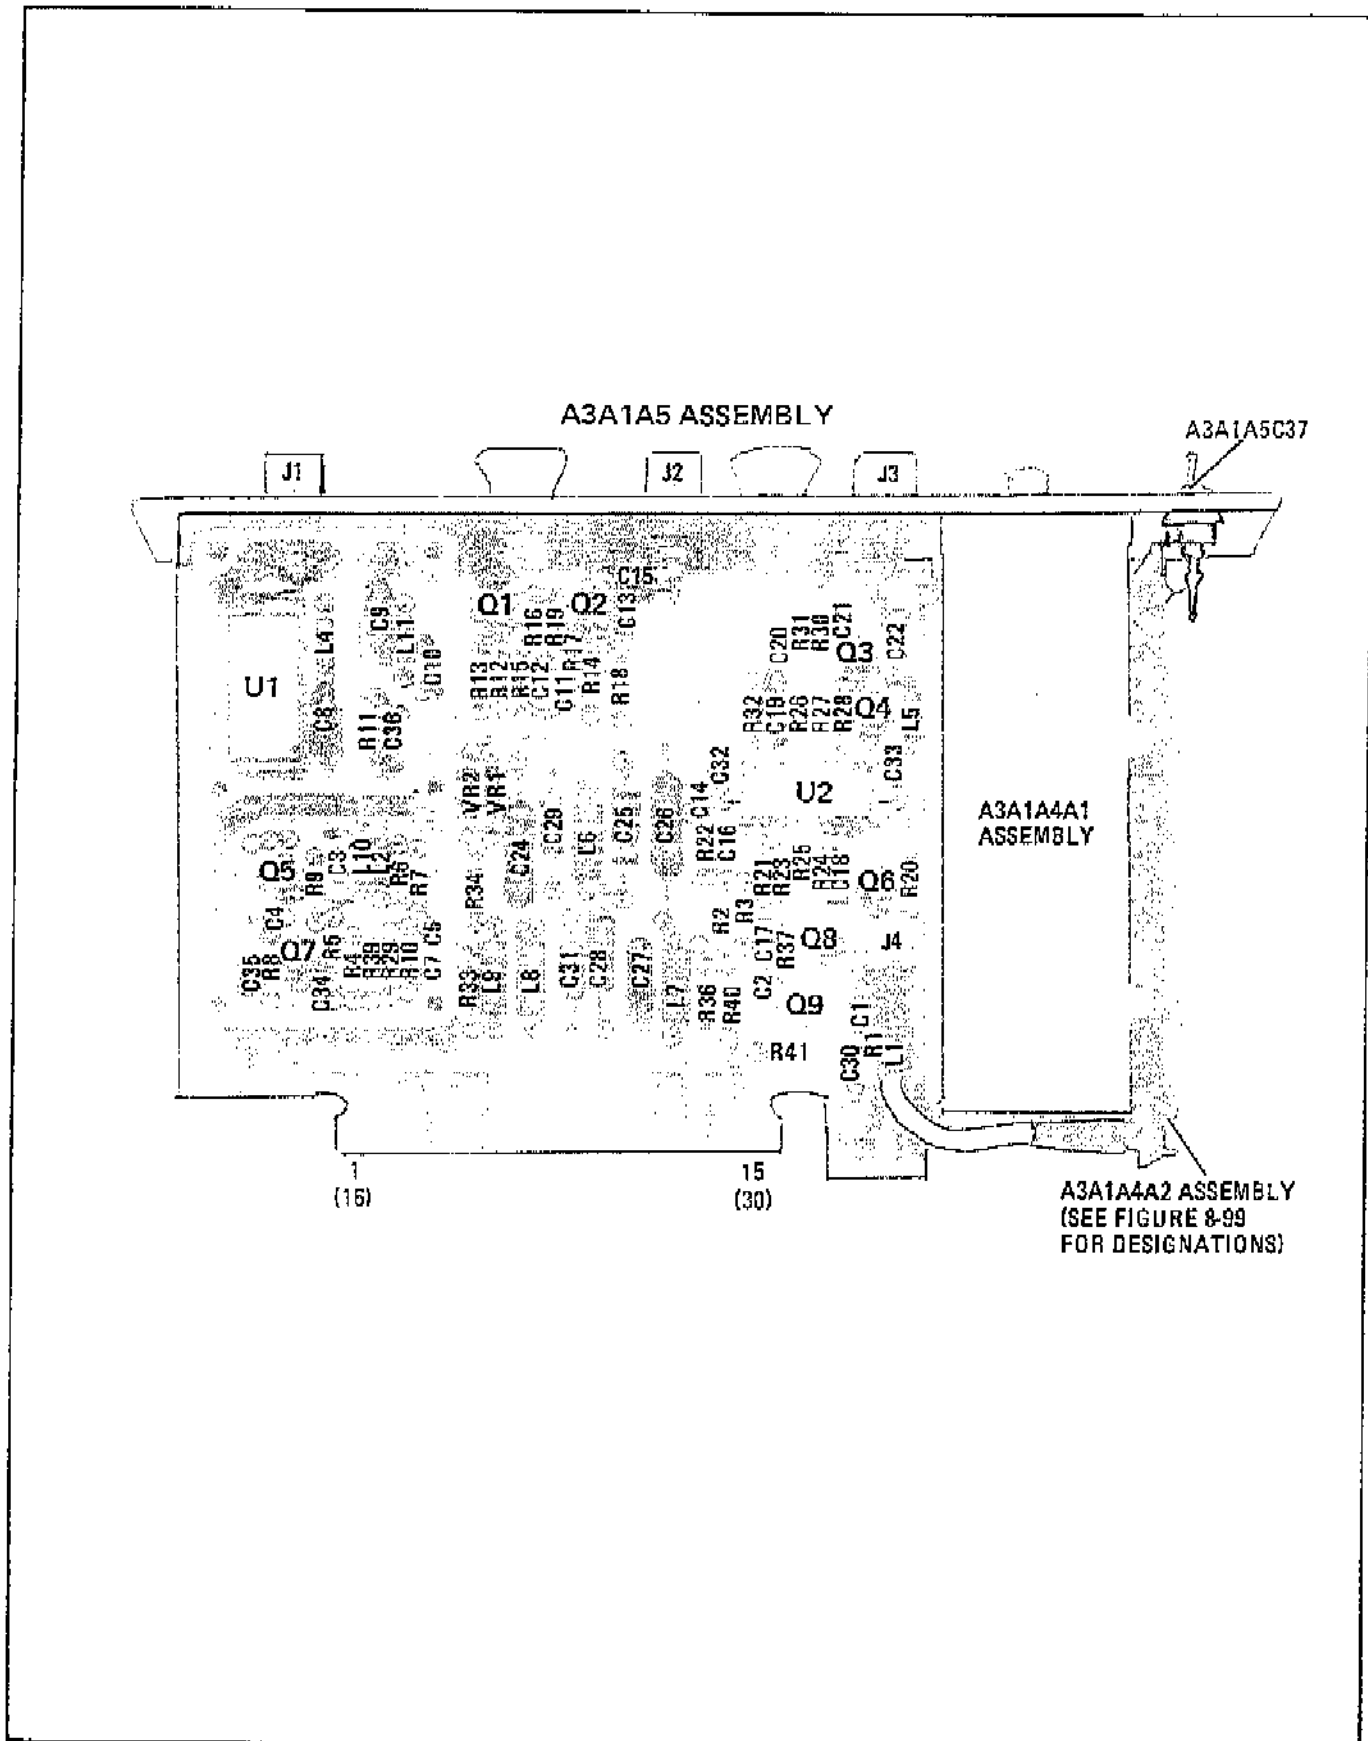 A3A1A5 ASSEMBLY
A3A1A5C37
J1
J2
J3
C15
Q1
Q2
C13
C9
L11
L4
R16
R19
R17
C21
R31
R30
C20
Q3
C22
U1
C10
R13
R12
R15
C12
C11
R14
R18
C8
R11
C36
R32
C19
R26
R27
R28
Q4
L5
VR2
VR1
C32
C14
U2
C33
A3A1A4A1
ASSEMBLY
C29
L6
C25
C26
R22
C16
C24
Q5
R9
C3
L10
L2
R6
R7
R34
R21
R23
R25
R24
C18
Q6
R20
C4
R2
R3
Q7
R5
C5
C17
R37
Q8
J4
C35
R8
C34
R4
R39
R29
R10
C7
R33
L9
L8
C31
C28
C27
L7
R36
R40
C2
Q9
C1
R1
L1
R41
C30
1
(16)
15
(30)
A3A1A4A2 ASSEMBLY
(SEE FIGURE 8-99
FOR DESIGNATIONS)